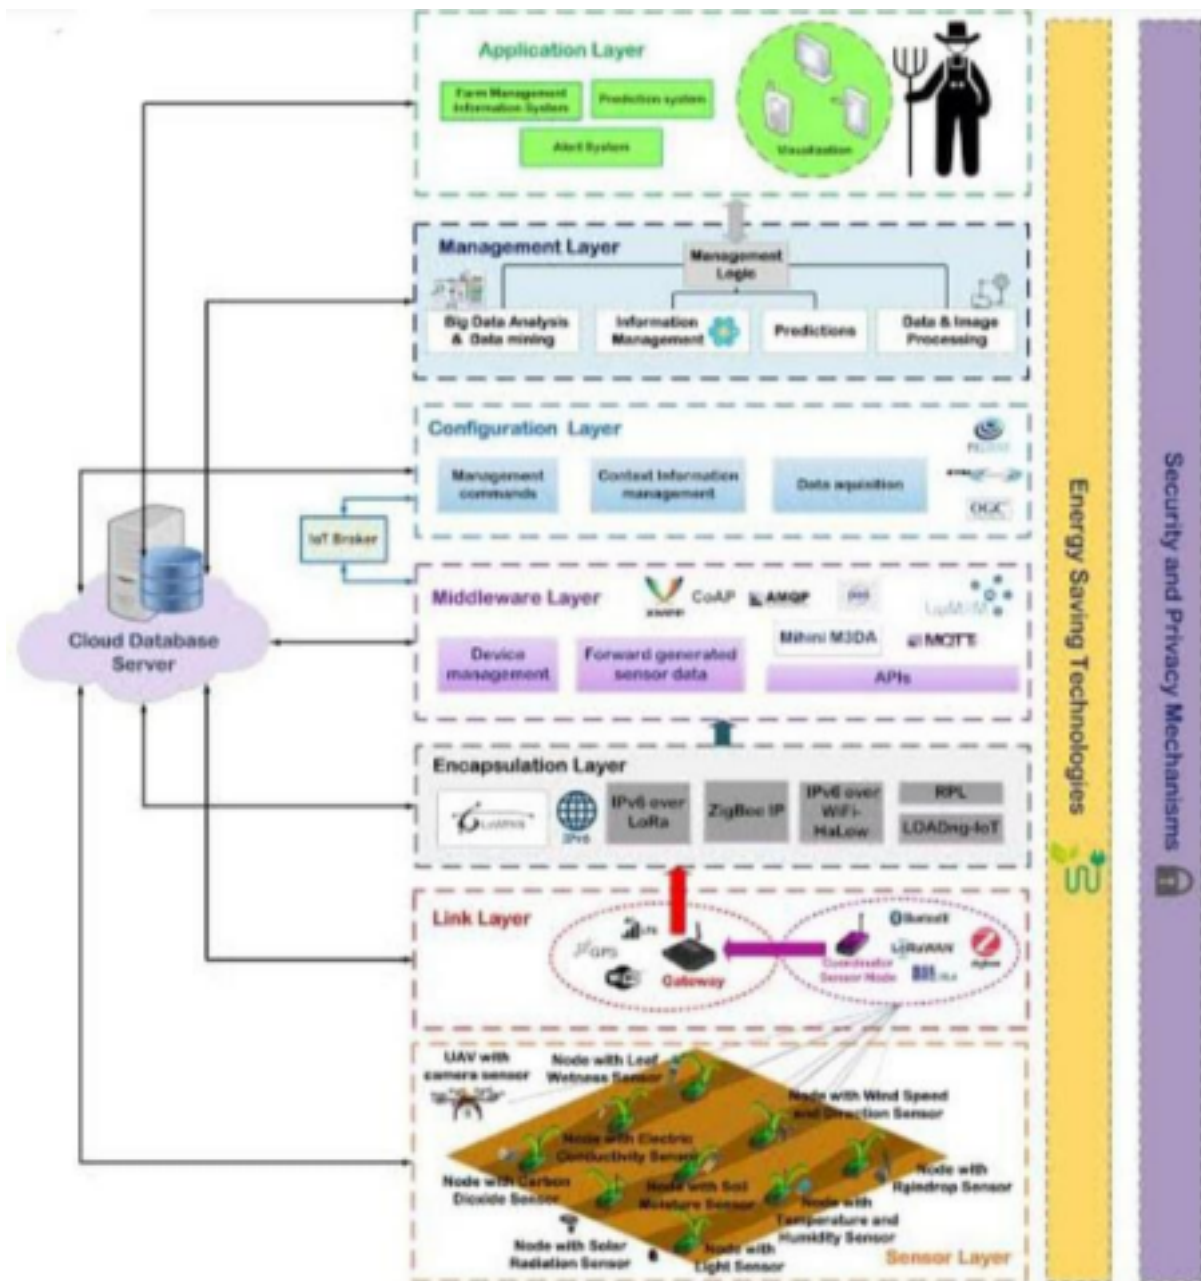 Application Layer
Farm Management
Information System
Prediction system
Alert System
Visualization
Management Layer
Management
Logic
Big Data Analysis
& Data mining
Information
Management
Predictions
Data & Image
Processing
Configuration Layer
Management
commands
Context Information
management
Data aquisition
OGC
IoT Broker
Cloud Database
Server
Middleware Layer
XMPP
CoAP
AMQP
Mihini M3DA
MQTT
Device
management
Forward generated
sensor data
APIs
Encapsulation Layer
6LoWPAN
IPv6
IPv6 over
LoRa
ZigBee IP
IPv6 over
WiFi-
HaLow
RPL
LOADng-IoT
Link Layer
LTE
GPS
Gateway
Coordinator
Sensor Node
Bluetooth
LoRaWAN
UAV with
camera sensor
Node with Leaf
Wetness Sensor
Node with Wind Speed
and Direction Sensor
Node with Electric
Conductivity Sensor
Node with Carbon
Dioxide Sensor
Node with Soil
Moisture Sensor
Node with
Raindrop Sensor
Node with
Temperature and
Humidity Sensor
Node with Solar
Radiation Sensor
Node with
Light Sensor
Sensor Layer
Energy Saving Technologies
Security and Privacy Mechanisms